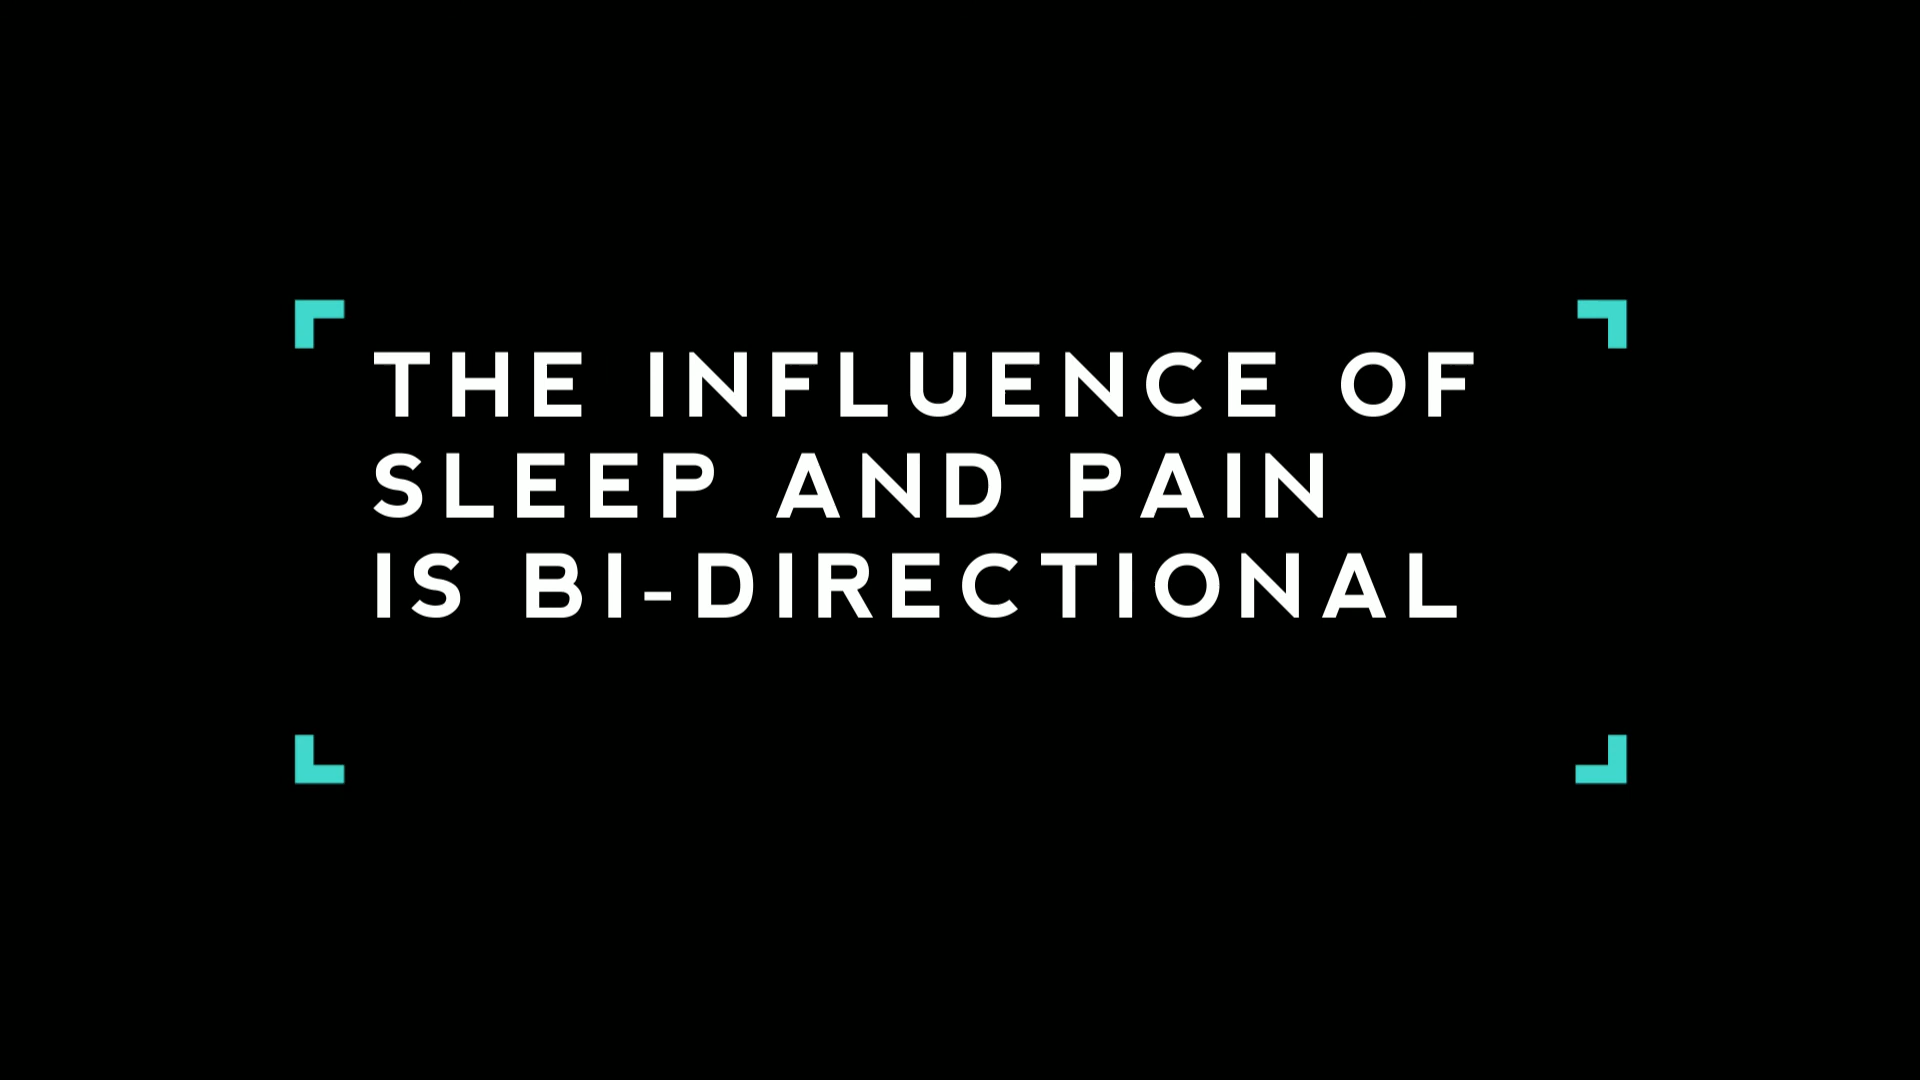 THE INFLUENCE OF
SLEEP AND PAIN
IS BI-DIRECTIONAL